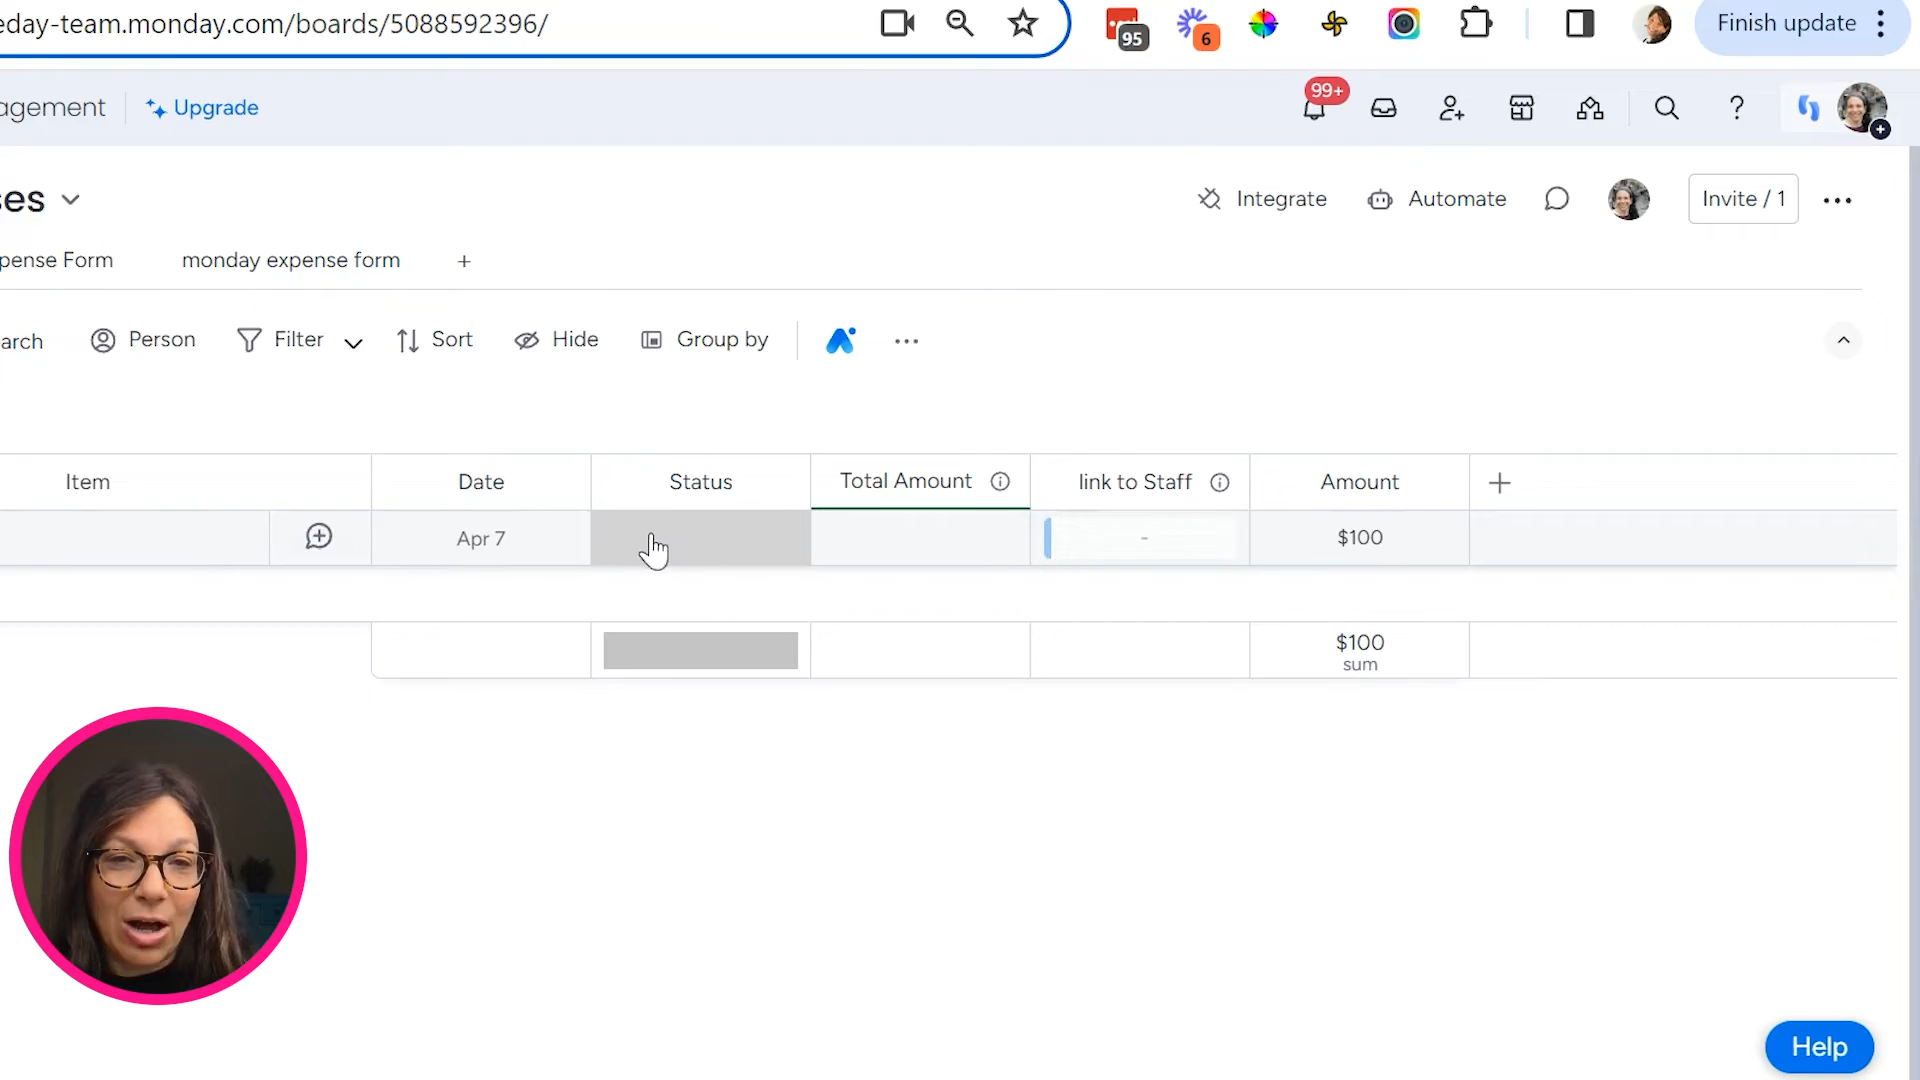 eday-team.monday.com/boards/5088592396/
95
6
Finish update
agement
Upgrade
99+
ses
Integrate
Automate
Invite / 1
pense Form
monday expense form
+
arch
Person
Filter
Sort
Hide
Group by
Item
Date
Status
Total Amount
link to Staff
Amount
+
Apr 7
-
$100
$100
sum
Help